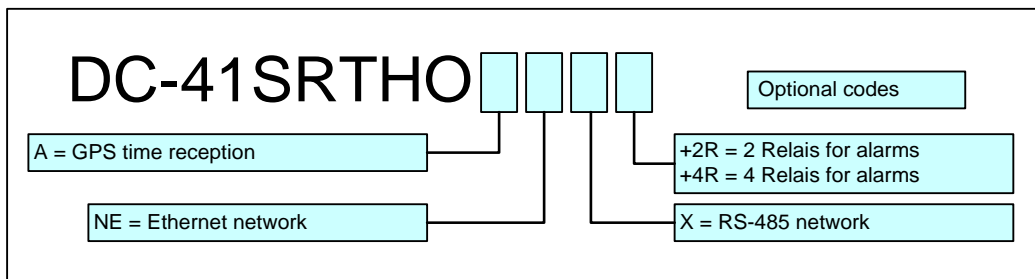 DC-41SRTHO
Optional codes
A = GPS time reception
+2R = 2 Relais for alarms
+4R = 4 Relais for alarms
NE = Ethernet network
X = RS-485 network